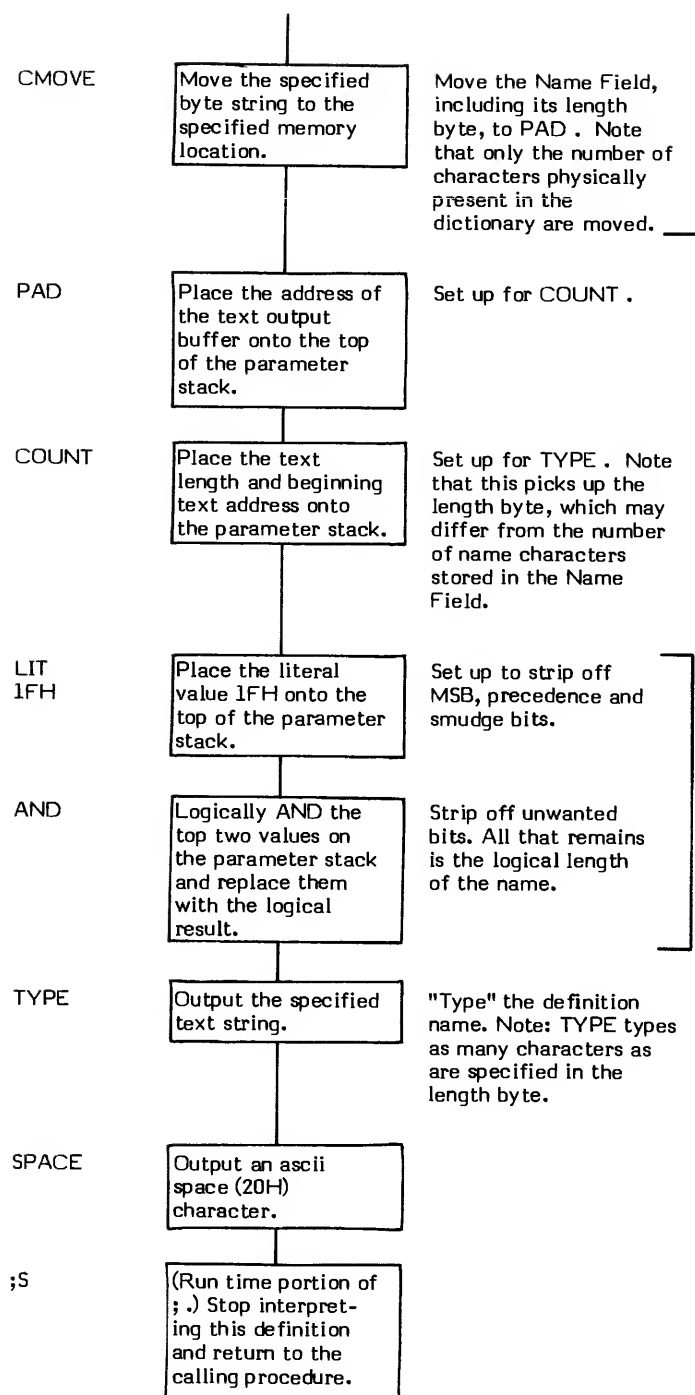 CMOVE
Move the specified
byte string to the
specified memory
location.
Move the Name Field,
including its length
byte, to PAD . Note
that only the number of
characters physically
present in the
dictionary are moved.
PAD
Place the address of
the text output
buffer onto the top
of the parameter
stack.
Set up for COUNT .
COUNT
Place the text
length and beginning
text address onto
the parameter stack.
Set up for TYPE . Note
that this picks up the
length byte, which may
differ from the number
of name characters
stored in the Name
Field.
LIT
1FH
Place the literal
value 1FH onto the
top of the parameter
stack.
Set up to strip off
MSB, precedence and
smudge bits.
AND
Logically AND the
top two values on
the parameter stack
and replace them
with the logical
result.
Strip off unwanted
bits. All that remains
is the logical length
of the name.
TYPE
Output the specified
text string.
"Type" the definition
name. Note: TYPE types
as many characters as
are specified in the
length byte.
SPACE
Output an ascii
space (20H)
character.
;S
(Run time portion of
; .) Stop interpret-
ing this definition
and return to the
calling procedure.